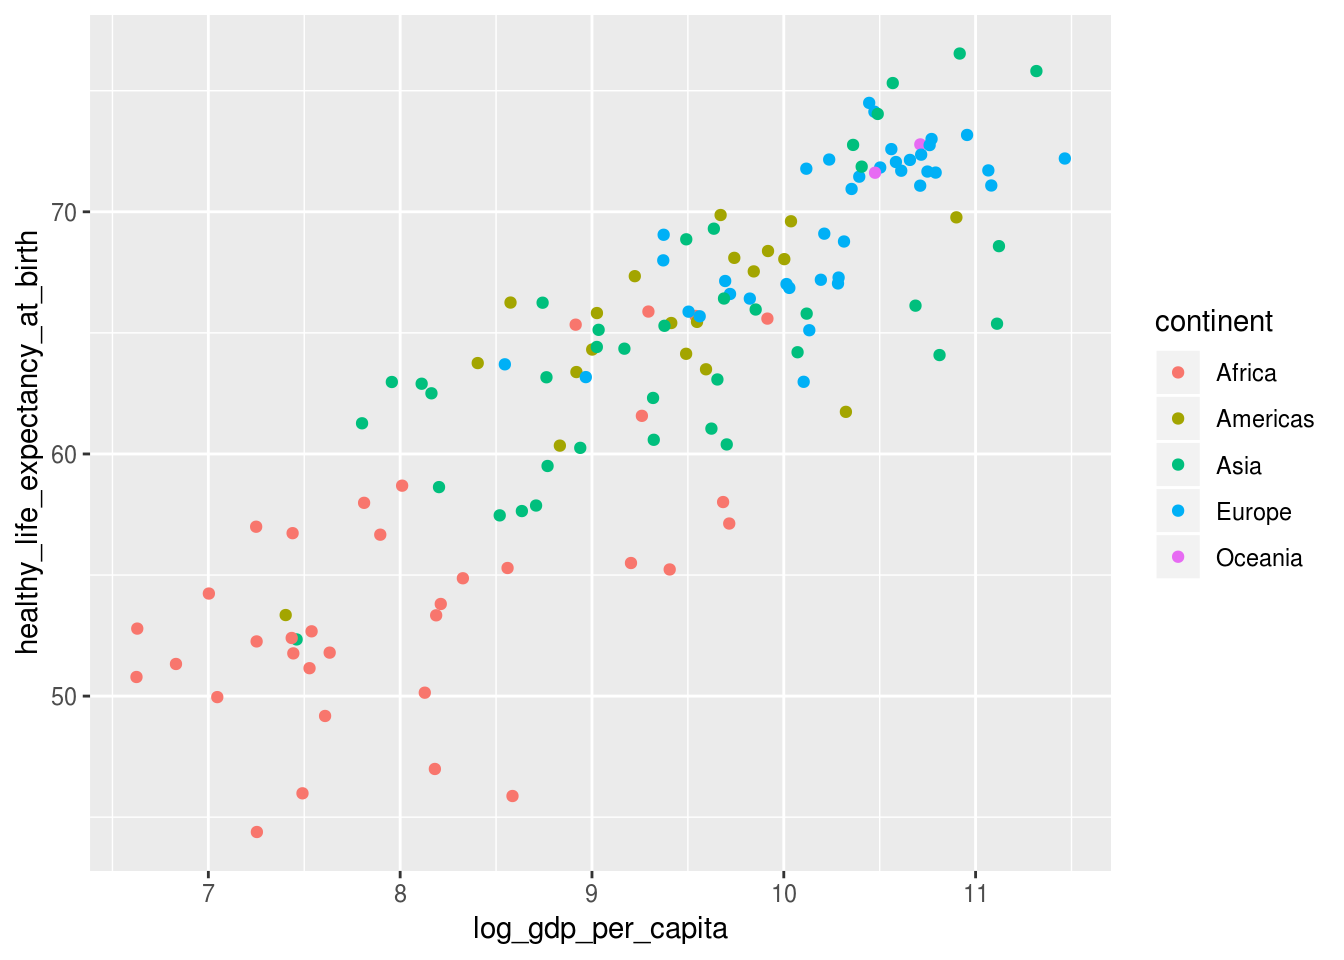 healthy_life_expectancy_at_birth
70
60
50
7 8 9 10 11
log_gdp_per_capita
continent
Africa
Americas
Asia
Europe
Oceania